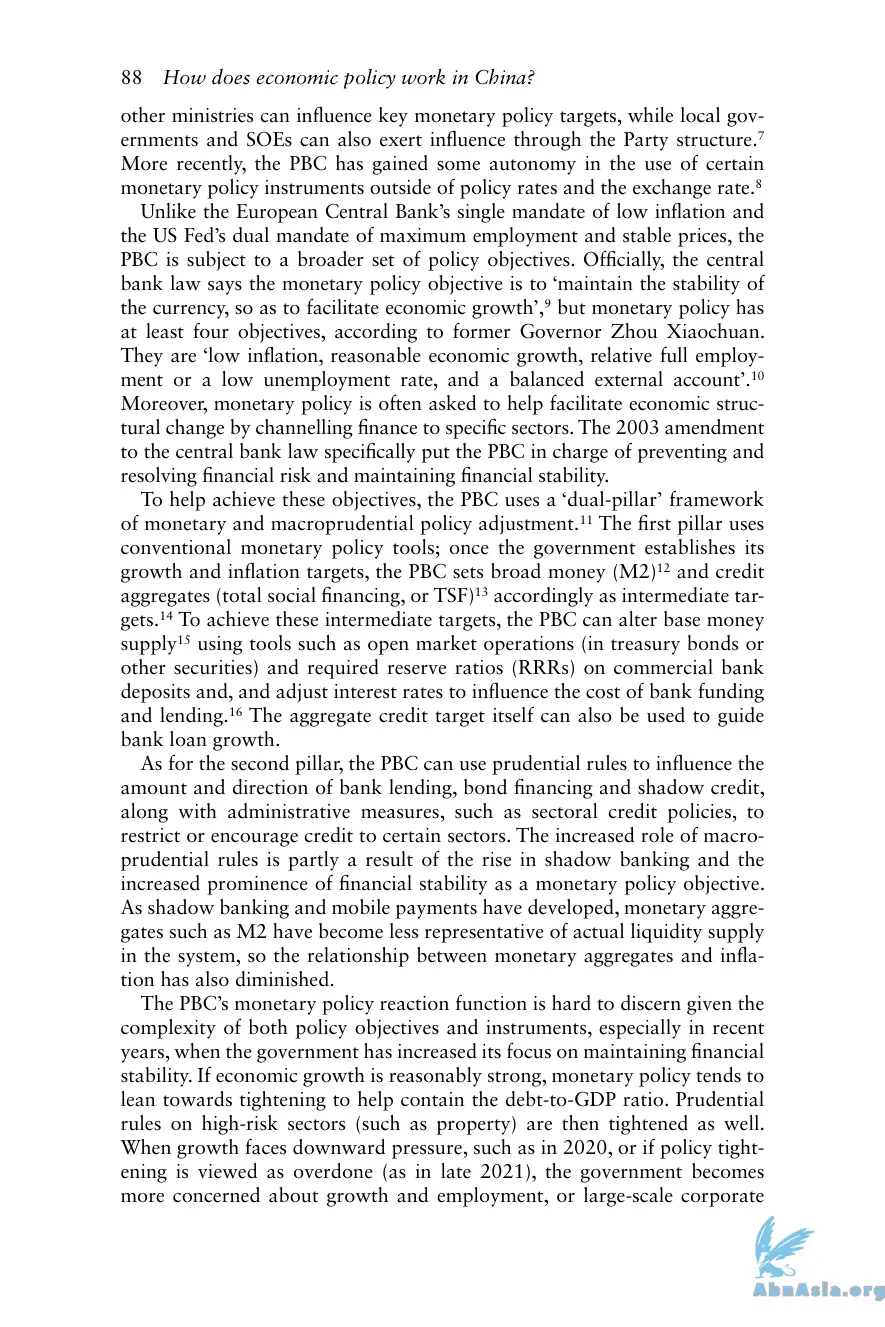 88 How does economic policy work in China?
other ministries can influence key monetary policy targets, while local gov-
ernments and SOEs can also exert influence through the Party structure.⁷
More recently, the PBC has gained some autonomy in the use of certain
monetary policy instruments outside of policy rates and the exchange rate.⁸
Unlike the European Central Bank’s single mandate of low inflation and
the US Fed’s dual mandate of maximum employment and stable prices, the
PBC is subject to a broader set of policy objectives. Officially, the central
bank law says the monetary policy objective is to ‘maintain the stability of
the currency, so as to facilitate economic growth’,⁹ but monetary policy has
at least four objectives, according to former Governor Zhou Xiaochuan.
They are ‘low inflation, reasonable economic growth, relative full employ-
ment or a low unemployment rate, and a balanced external account’.¹⁰
Moreover, monetary policy is often asked to help facilitate economic struc-
tural change by channelling finance to specific sectors. The 2003 amendment
to the central bank law specifically put the PBC in charge of preventing and
resolving financial risk and maintaining financial stability.
To help achieve these objectives, the PBC uses a ‘dual-pillar’ framework
of monetary and macroprudential policy adjustment.¹¹ The first pillar uses
conventional monetary policy tools; once the government establishes its
growth and inflation targets, the PBC sets broad money (M2)¹² and credit
aggregates (total social financing, or TSF)¹³ accordingly as intermediate tar-
gets.¹⁴ To achieve these intermediate targets, the PBC can alter base money
supply¹⁵ using tools such as open market operations (in treasury bonds or
other securities) and required reserve ratios (RRRs) on commercial bank
deposits and, and adjust interest rates to influence the cost of bank funding
and lending.¹⁶ The aggregate credit target itself can also be used to guide
bank loan growth.
As for the second pillar, the PBC can use prudential rules to influence the
amount and direction of bank lending, bond financing and shadow credit,
along with administrative measures, such as sectoral credit policies, to
restrict or encourage credit to certain sectors. The increased role of macro-
prudential rules is partly a result of the rise in shadow banking and the
increased prominence of financial stability as a monetary policy objective.
As shadow banking and mobile payments have developed, monetary aggre-
gates such as M2 have become less representative of actual liquidity supply
in the system, so the relationship between monetary aggregates and infla-
tion has also diminished.
The PBC’s monetary policy reaction function is hard to discern given the
complexity of both policy objectives and instruments, especially in recent
years, when the government has increased its focus on maintaining financial
stability. If economic growth is reasonably strong, monetary policy tends to
lean towards tightening to help contain the debt-to-GDP ratio. Prudential
rules on high-risk sectors (such as property) are then tightened as well.
When growth faces downward pressure, such as in 2020, or if policy tight-
ening is viewed as overdone (as in late 2021), the government becomes
more concerned about growth and employment, or large-scale corporate
AbnAsia.org